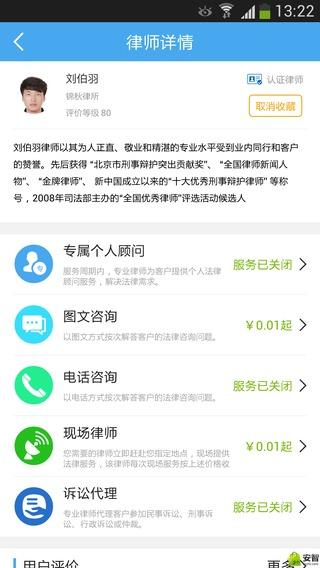 13:22
律师详情
刘伯羽
认证律师
锦秋律所
取消收藏
评价等级 80
刘伯羽律师以其为人正直、敬业和精湛的专业水平受到业内同行和客户
的赞誉。先后获得 “北京市刑事辩护突出贡献奖”、“全国律师新闻人
物”、 “金牌律师”、 新中国成立以来的“十大优秀刑事辩护律师” 等称
号，2008年司法部主办的“全国优秀律师”评选活动候选人
专属个人顾问
服务周期内，专业律师为客户提供个人法律
顾问服务，解决法律需求。
服务已关闭
图文咨询
以图文方式按次解答客户的法律咨询问题。
￥0.01起
电话咨询
以电话方式按次解答客户的法律咨询问题。
服务已关闭
现场律师
您需要的律师立即赶赴您指定地点，现场提供
法律服务，该律师每次现场服务按上述价格收
￥0.01起
诉讼代理
专业律师代理客户参加民事诉讼、刑事诉
讼、行政诉讼或仲裁。
服务已关闭
用户评价
更多
安智